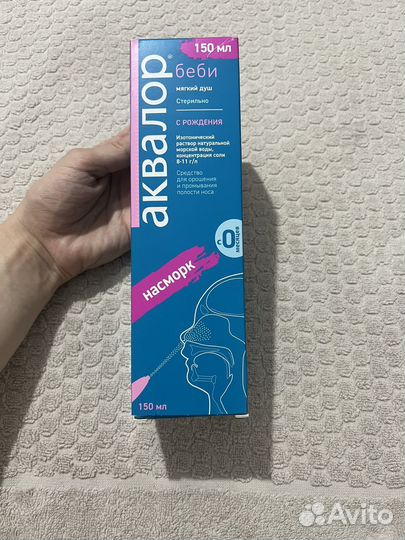 150 мл
аквалор®
беби
мягкий душ
Стерильно
С РОЖДЕНИЯ
Изотонический
раствор натуральной
морской воды,
концентрация соли
8-11 г/л
Средство
для орошения
и промывания
полости носа
0
месяцев
насморк
150 мл
Avito